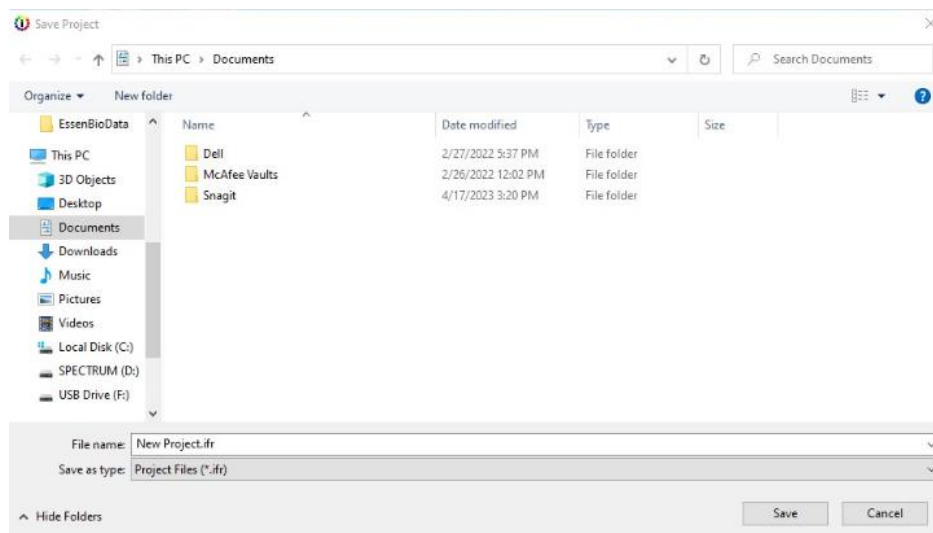 Save Project
This PC > Documents
Search Documents
Organize
New folder
Name
Date modified
Type
Size
EssenBioData
This PC
3D Objects
Desktop
Documents
Downloads
Music
Pictures
Videos
Local Disk (C:)
SPECTRUM (D:)
USB Drive (F:)
Dell 2/27/2022 5:37 PM File folder
McAfee Vaults 2/26/2022 12:02 PM File folder
Snagit 4/17/2023 3:20 PM File folder
File name: New Project.ifr
Save as type: Project Files (*.ifr)
Hide Folders
Save
Cancel